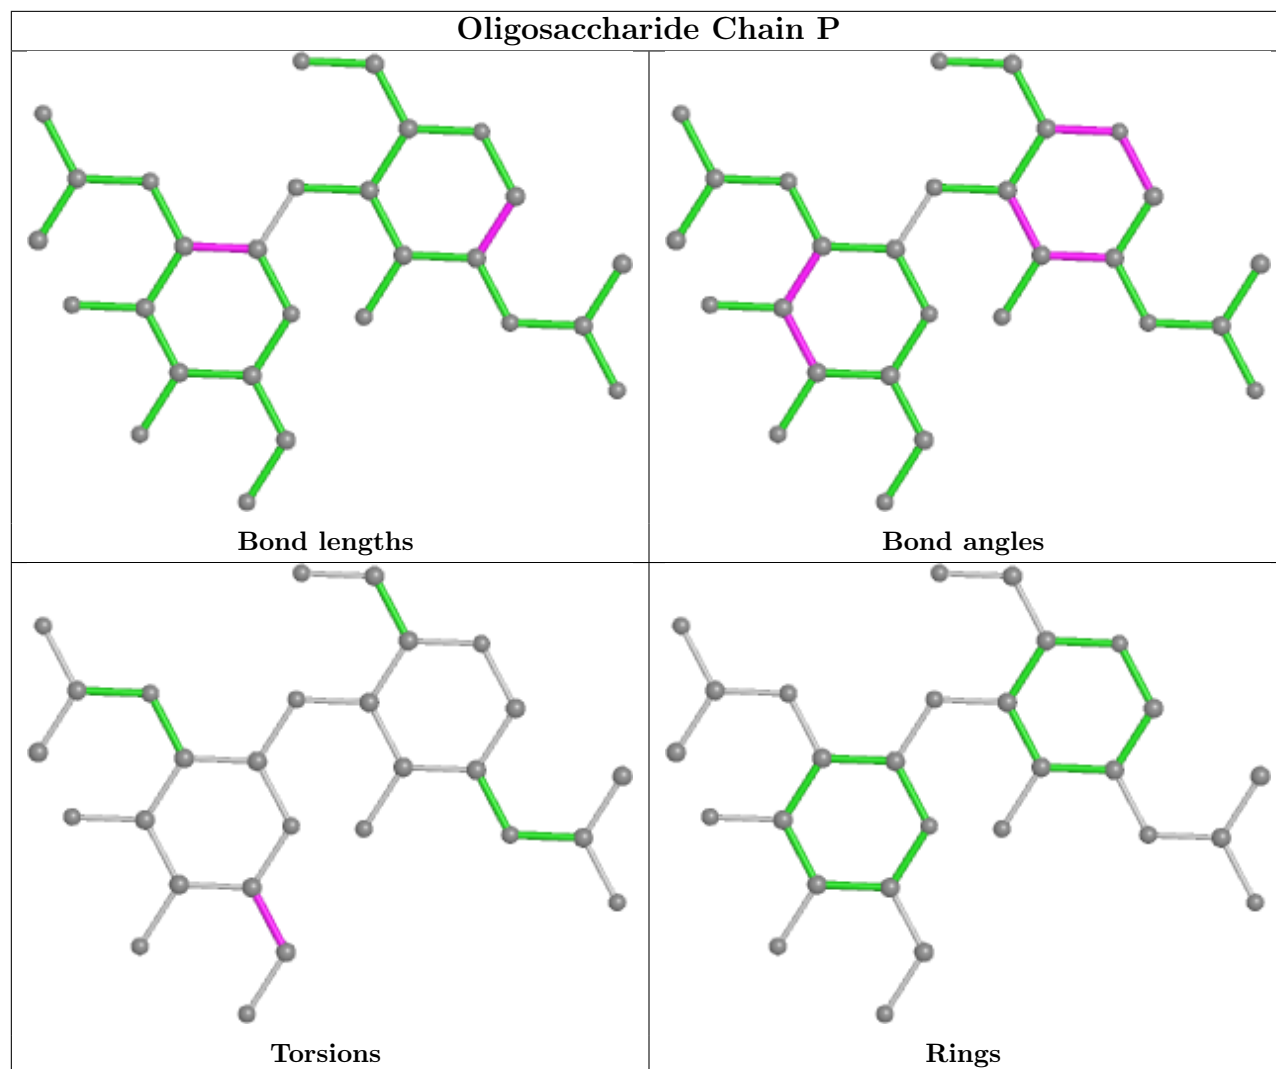 Oligosaccharide Chain P
Bond lengths
Bond angles
Torsions
Rings